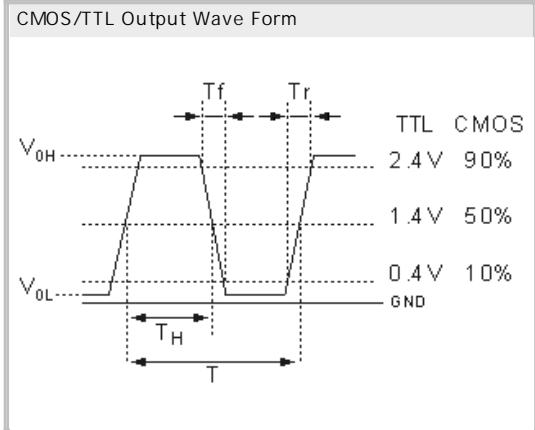 CMOS/TTL Output Wave Form
Tf Tr
TTL CMOS
V0H 2.4V 90%
1.4V 50%
0.4V 10%
V0L GND
TH
T